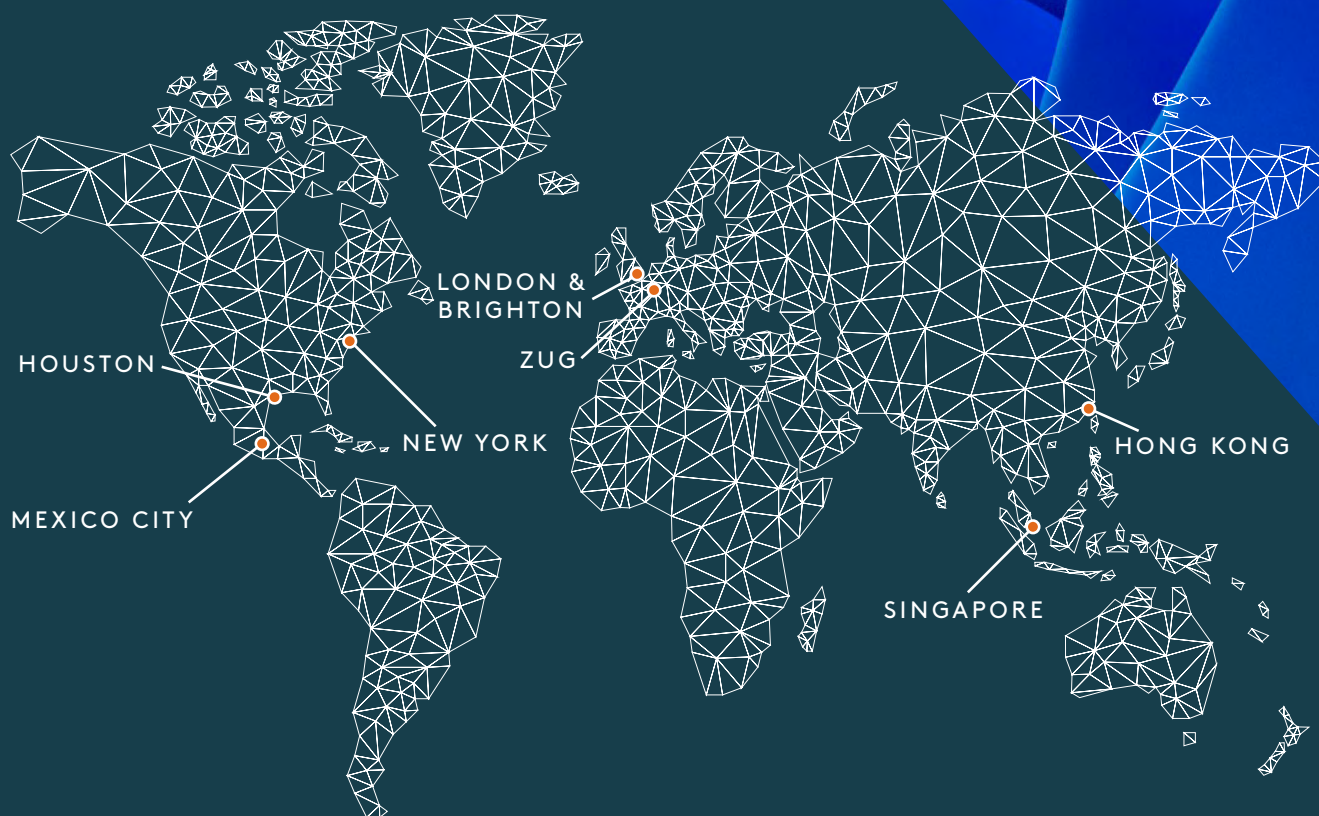 LONDON &
BRIGHTON
ZUG
HOUSTON
NEW YORK
HONG KONG
MEXICO CITY
SINGAPORE